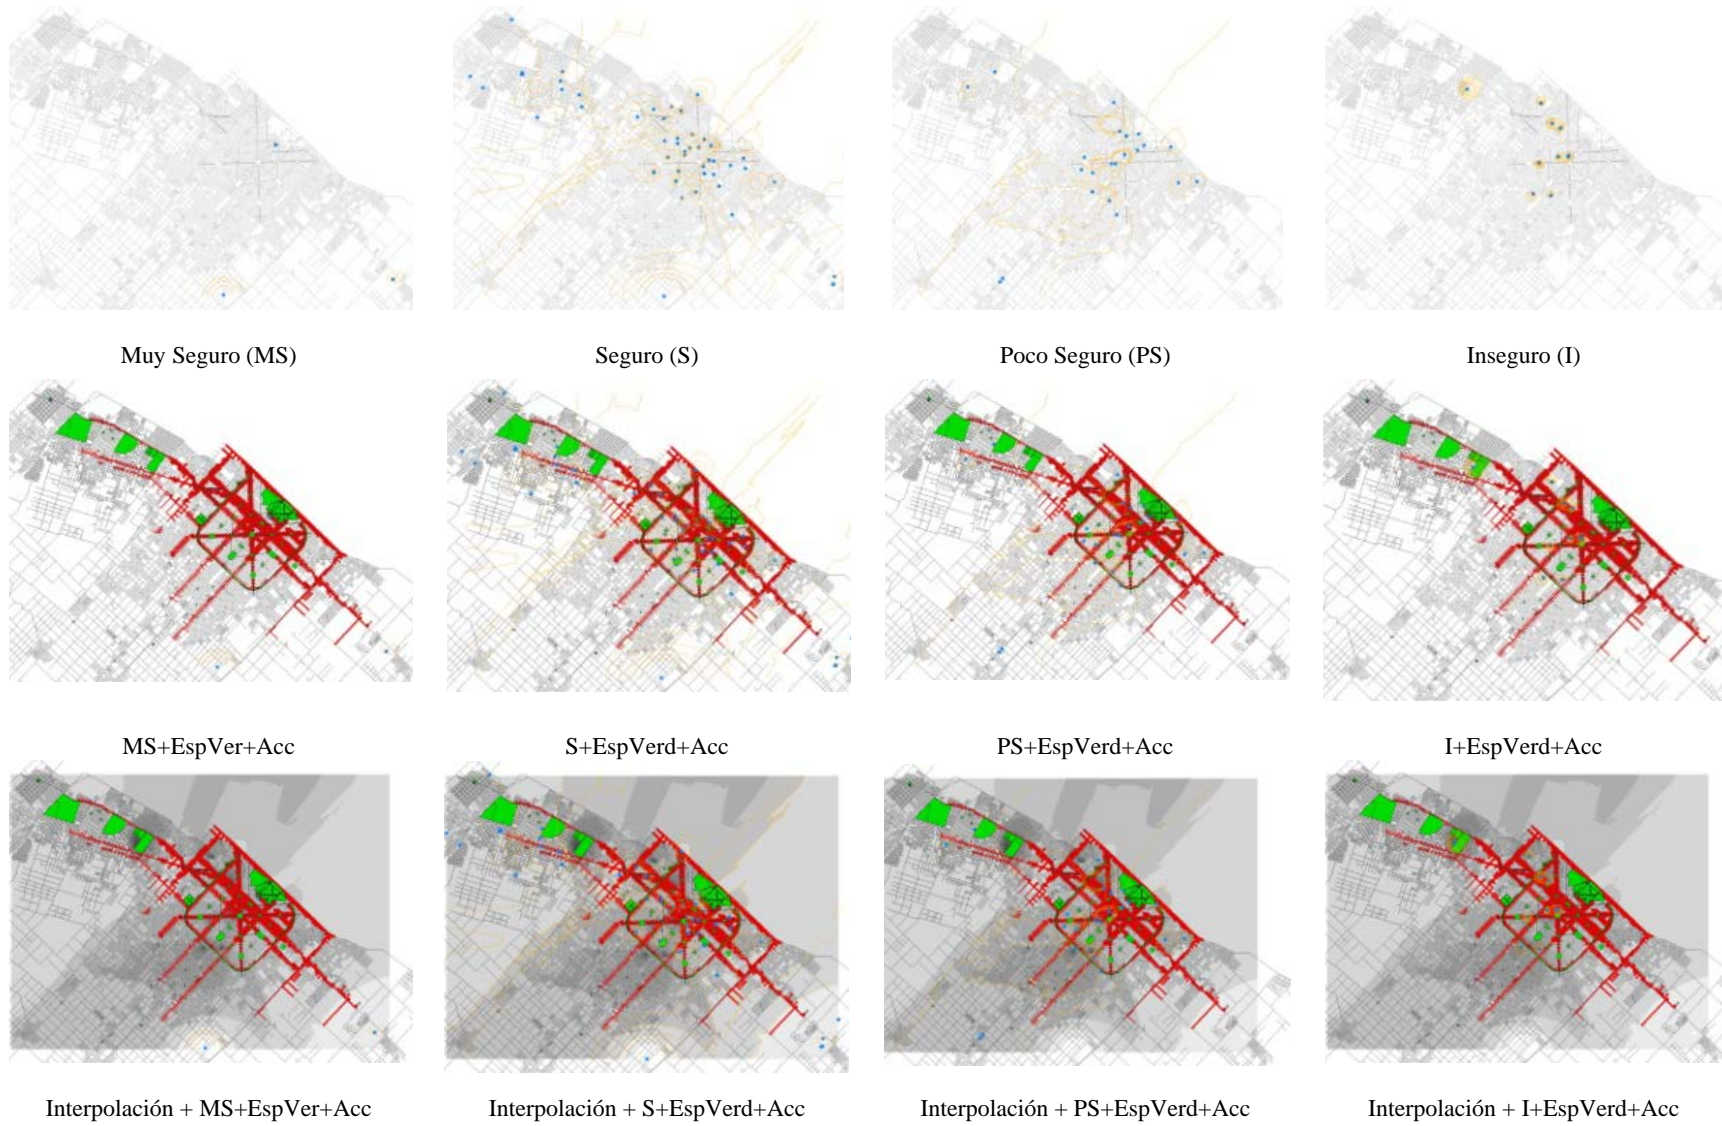 Muy Seguro (MS)
Seguro (S)
Poco Seguro (PS)
Inseguro (I)
MS+EspVer+Acc
S+EspVerd+Acc
PS+EspVerd+Acc
I+EspVerd+Acc
Interpolación + MS+EspVer+Acc
Interpolación + S+EspVerd+Acc
Interpolación + PS+EspVerd+Acc
Interpolación + I+EspVerd+Acc